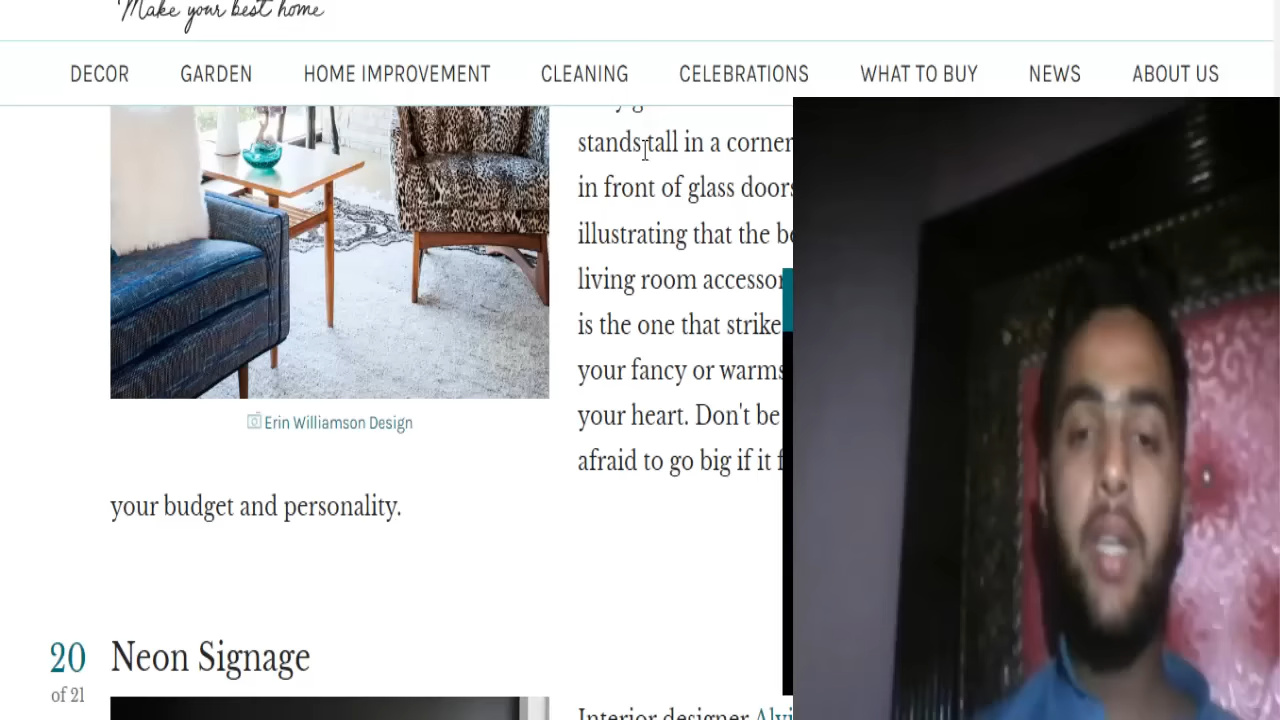 Make your best home
DECOR GARDEN HOME IMPROVEMENT CLEANING CELEBRATIONS WHAT TO BUY NEWS ABOUT US
stands tall in a corner
in front of glass doors
illustrating that the
living room
is the one that
your fancy or warms
your heart. Don't be
afraid to go big if it
Erin Williamson Design
your budget and personality.
20
of 21
Neon Signage
Interior designer